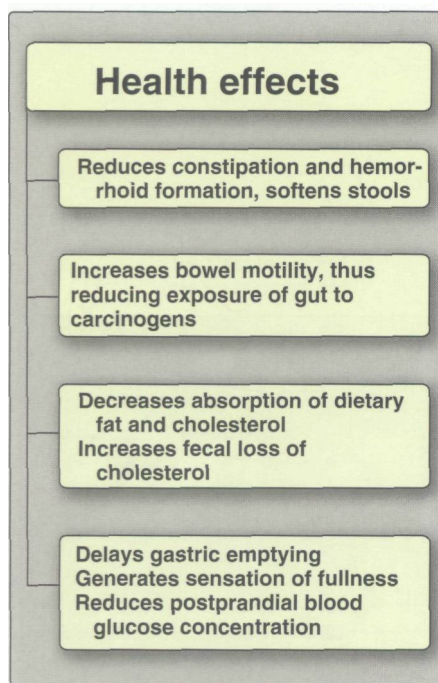 Health effects
Reduces constipation and hemor-
rhoid formation, softens stools
Increases bowel motility, thus
reducing exposure of gut to
carcinogens
Decreases absorption of dietary
fat and cholesterol
Increases fecal loss of
cholesterol
Delays gastric emptying
Generates sensation of fullness
Reduces postprandial blood
glucose concentration